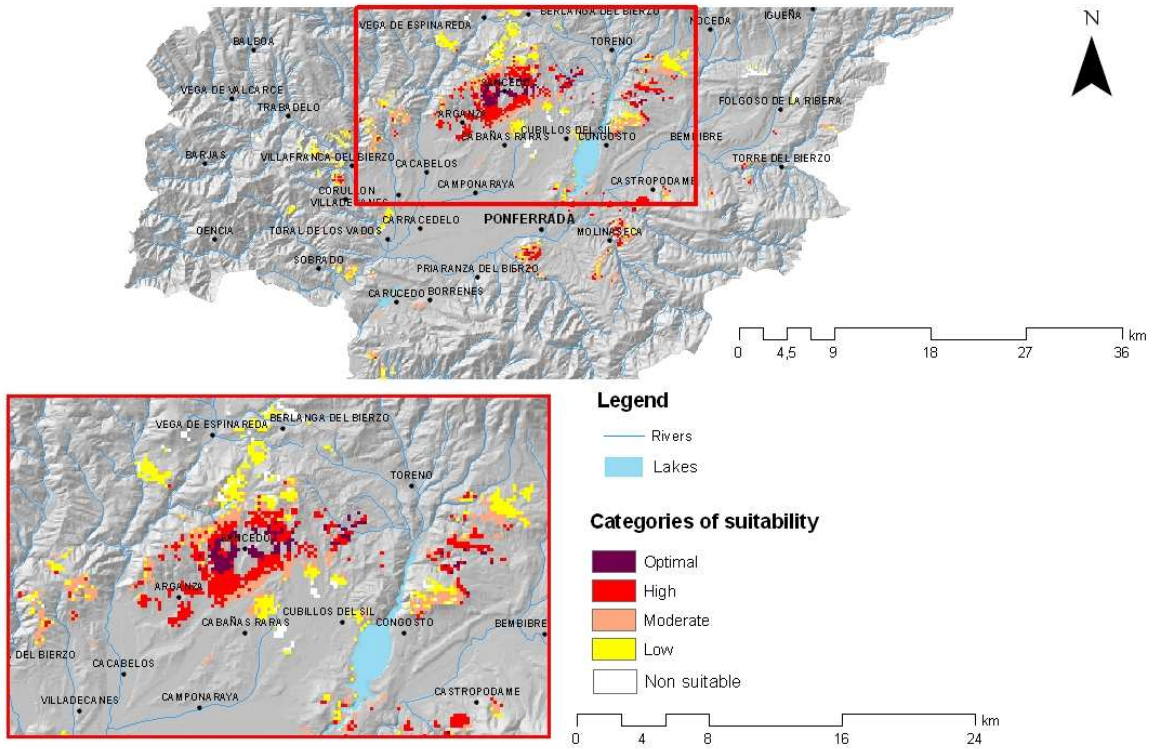 VEGA DE ESPINAREDA
BERLANGA DEL BIERZO
NOCEDA
IGUEÑA
N
BALBOA
TORENO
VEGA DE VALCARCE
SANCEDO
TRABADELO
FOLGOSO DE LA RIBERA
ARGANZA
CUBILLOS DEL SIL
CABAÑAS RARAS
CONGOSTO
BEMBIBRE
BARJAS
VILLAFRANCA DEL BIERZO
TORRE DEL BIERZO
CACABELOS
CORULLON
CAMPONARAYA
CASTROPODAME
VILLADECANES
CARRACEDELO
PONFERRADA
OENCIA
TORAL DE LOS VADOS
MOLINASECA
SOBRADO
PRIARANZA DEL BIERZO
CARUCEDO
BORRENES
km
0 4,5 9 18 27 36
BERLANGA DEL BIERZO
VEGA DE ESPINAREDA
TORENO
SANCEDO
ARGANZA
CUBILLOS DEL SIL
CABAÑAS RARAS
CONGOSTO
BEMBIBRE
DEL BIERZO
CACABELOS
VILLADECANES
CAMPONARAYA
CASTROPODAME
Legend
Rivers
Lakes
Categories of suitability
Optimal
High
Moderate
Low
Non suitable
km
0 4 8 16 24